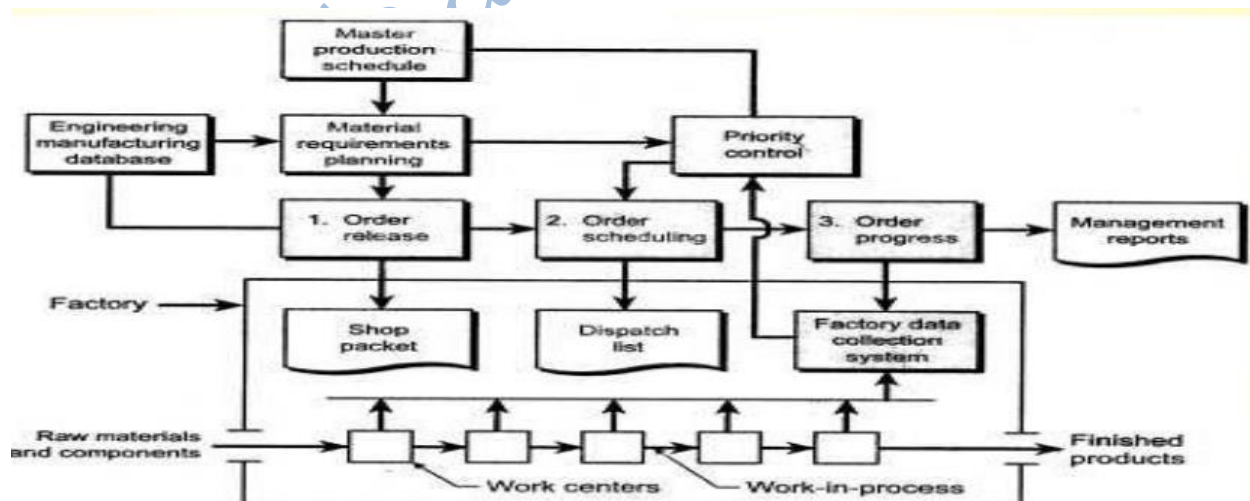 Master
production
schedule
Engineering
manufacturing
database
Material
requirements
planning
Priority
control
1. Order
release
2. Order
scheduling
3. Order
progress
Management
reports
Factory
Shop
packet
Dispatch
list
Factory data
collection
system
Raw materials
and components
Finished
products
Work centers
Work-in-process